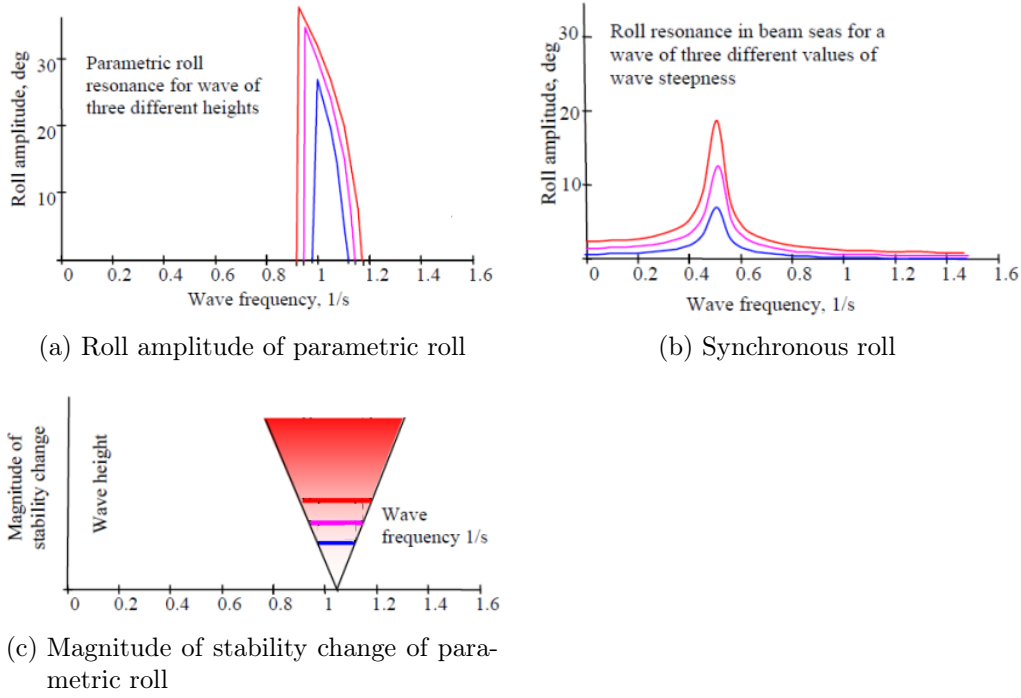 Roll amplitude, deg
30
20
10
Parametric roll
resonance for wave of
three different heights
0 0.2 0.4 0.6 0.8 1.0 1.2 1.4 1.6
Wave frequency, 1/s
(a) Roll amplitude of parametric roll
Roll amplitude, deg
30
20
10
Roll resonance in beam seas for a
wave of three different values of
wave steepness
0 0.2 0.4 0.6 0.8 1.0 1.2 1.4 1.6
Wave frequency, 1/s
(b) Synchronous roll
Magnitude of
stability change
Wave height
Wave
frequency 1/s
0 0.2 0.4 0.6 0.8 1 1.2 1.4 1.6
(c) Magnitude of stability change of para-
metric roll